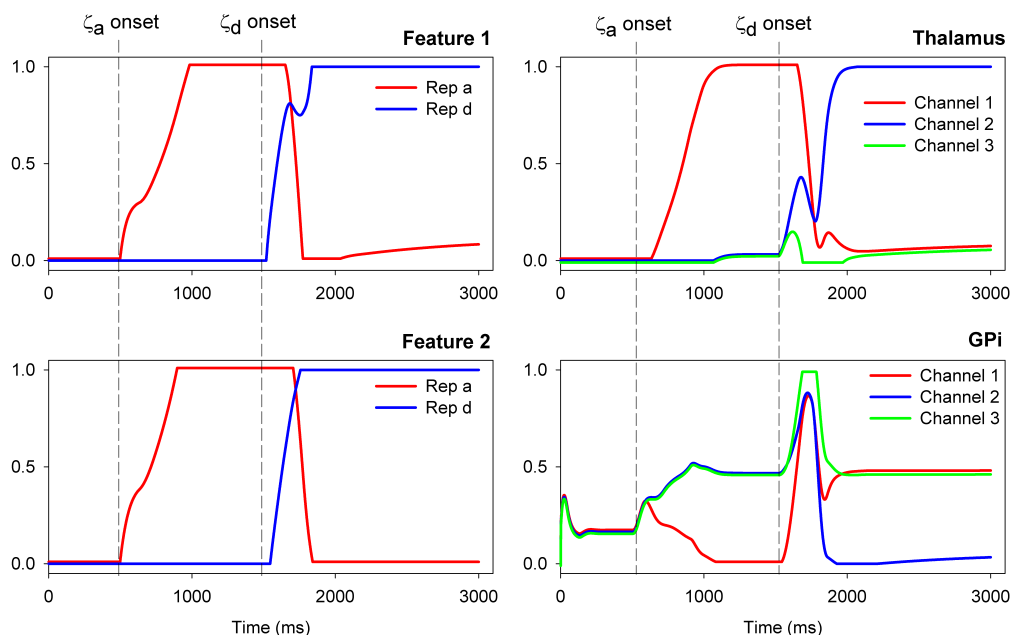 ζa onset
ζd onset
Feature 1
1.0
0.5
0.0
Rep a
Rep d
0
1000
2000
3000
ζa onset
ζd onset
Thalamus
1.0
0.5
0.0
Channel 1
Channel 2
Channel 3
0
1000
2000
3000
Feature 2
1.0
0.5
0.0
Rep a
Rep d
0
1000
2000
3000
Time (ms)
GPi
1.0
0.5
0.0
Channel 1
Channel 2
Channel 3
0
1000
2000
3000
Time (ms)